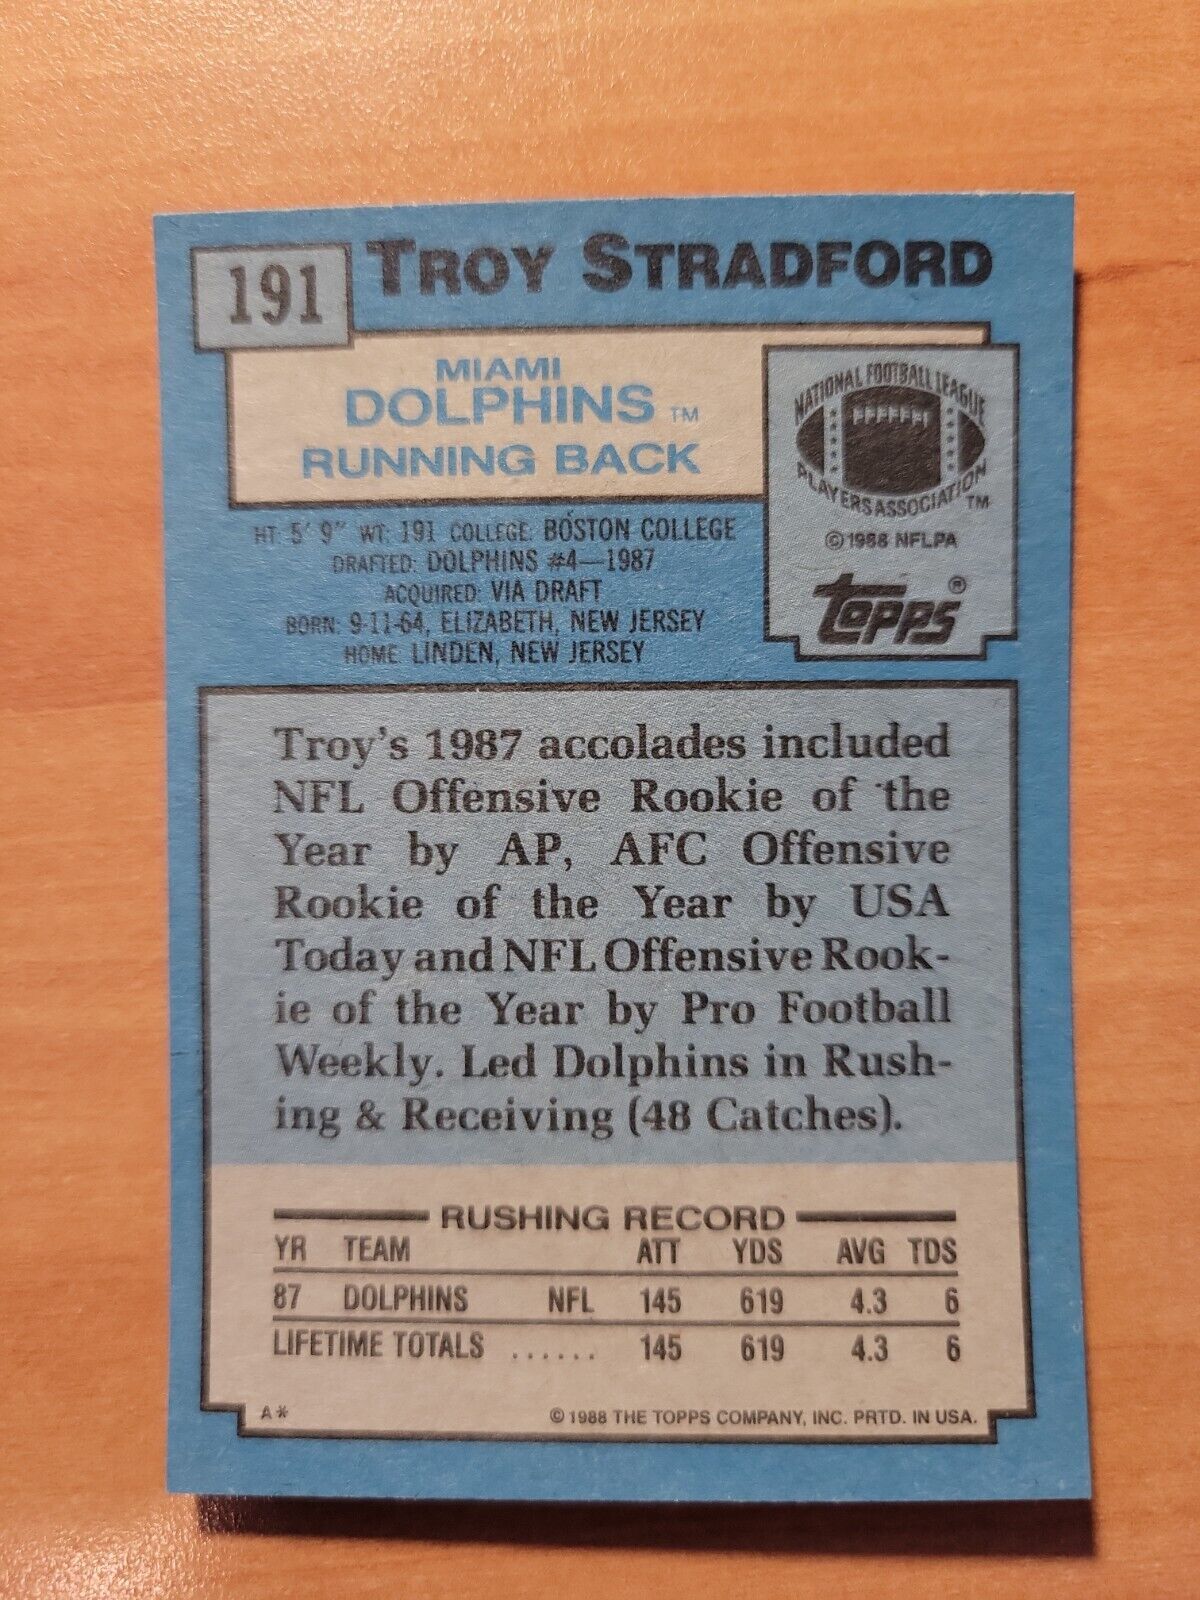 191
TROY STRADFORD
MIAMI
DOLPHINS TM
RUNNING BACK
NATIONAL FOOTBALL LEAGUE
PLAYERS ASSOCIATION TM
© 1988 NFLPA
TOPPS ®
HT: 5' 9" WT: 191 COLLEGE: BOSTON COLLEGE
DRAFTED: DOLPHINS #4—1987
ACQUIRED: VIA DRAFT
BORN: 9-11-64, ELIZABETH, NEW JERSEY
HOME: LINDEN, NEW JERSEY
Troy's 1987 accolades included
NFL Offensive Rookie of the
Year by AP, AFC Offensive
Rookie of the Year by USA
Today and NFL Offensive Rook-
ie of the Year by Pro Football
Weekly. Led Dolphins in Rush-
ing & Receiving (48 Catches).
RUSHING RECORD
YR TEAM ATT YDS AVG TDS
87 DOLPHINS NFL 145 619 4.3 6
LIFETIME TOTALS ...... 145 619 4.3 6
A* © 1988 THE TOPPS COMPANY, INC. PRTD. IN USA.